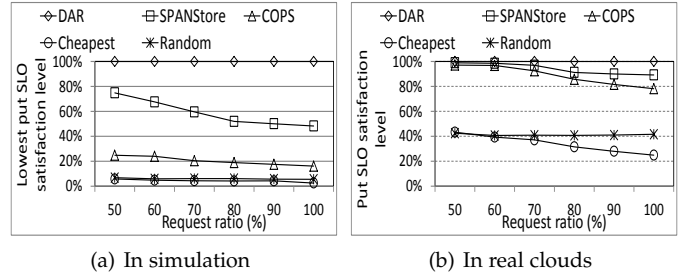 DAR SPANStore COPS
Cheapest Random
100%
80%
60%
40%
20%
0%
Lowest put SLO
satisfaction level
50 60 70 80 90 100
Request ratio (%)
(a) In simulation
DAR SPANStore COPS
Cheapest Random
100%
80%
60%
40%
20%
0%
Put SLO satisfaction
level
50 60 70 80 90 100
Request ratio (%)
(b) In real clouds